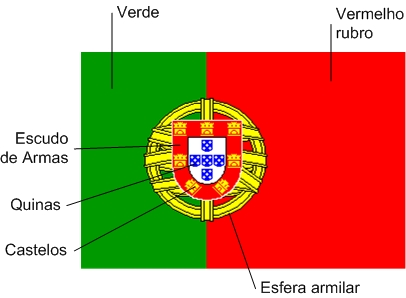 Verde
Vermelho
rubro
Escudo
de Armas
Quinas
Castelos
Esfera armilar